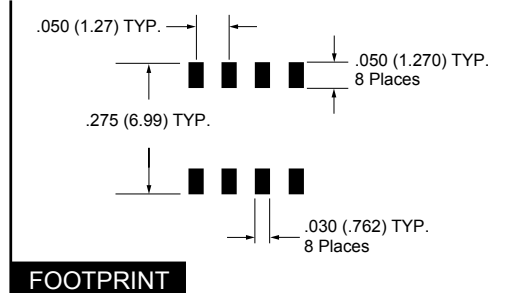 .050 (1.27) TYP.
.050 (1.270) TYP.
8 Places
.275 (6.99) TYP.
.030 (.762) TYP.
8 Places
FOOTPRINT